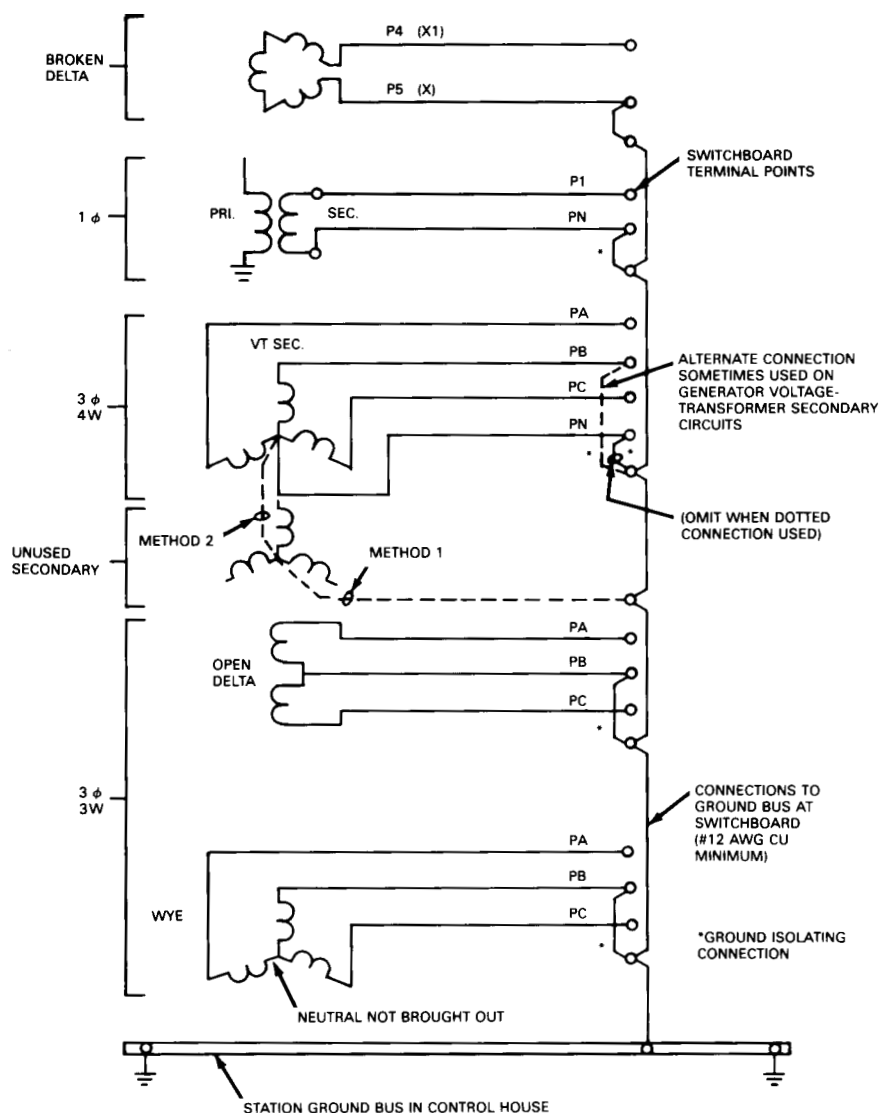 P4 (X1)
BROKEN
DELTA
P5 (X)
SWITCHBOARD
TERMINAL POINTS
P1
1 ϕ
PRI.
SEC.
PN
*
PA
VT SEC.
PB
ALTERNATE CONNECTION
SOMETIMES USED ON
GENERATOR VOLTAGE-
TRANSFORMER SECONDARY
CIRCUITS
3 ϕ
4W
PC
PN
* *
(OMIT WHEN DOTTED
CONNECTION USED)
METHOD 2
METHOD 1
UNUSED
SECONDARY
PA
OPEN
DELTA
PB
PC
*
3 ϕ
3W
CONNECTIONS TO
GROUND BUS AT
SWITCHBOARD
(#12 AWG CU
MINIMUM)
PA
PB
WYE
PC
*
*GROUND ISOLATING
CONNECTION
NEUTRAL NOT BROUGHT OUT
STATION GROUND BUS IN CONTROL HOUSE